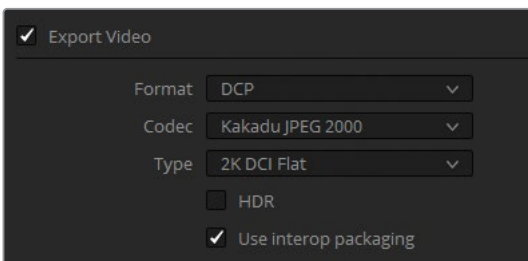 Export Video
Format DCP
Codec Kakadu JPEG 2000
Type 2K DCI Flat
HDR
Use interop packaging